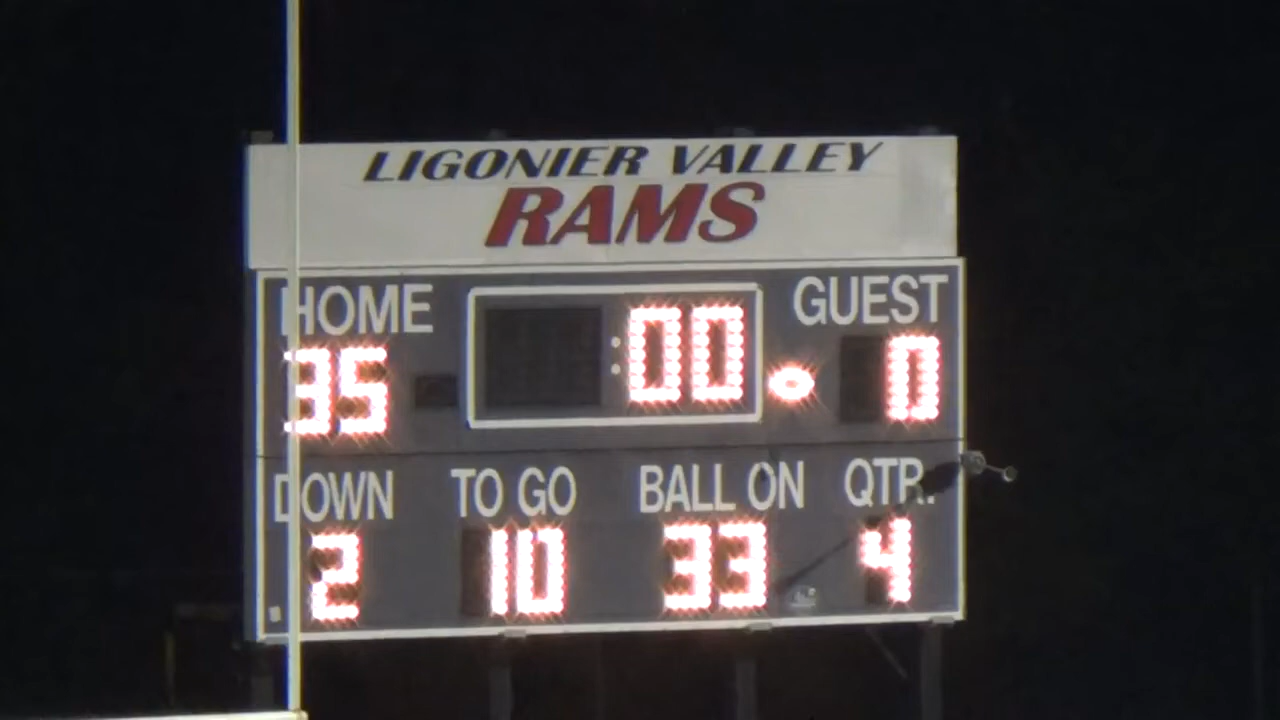 LIGONIER VALLEY
RAMS
HOME :00 GUEST
35 0
DOWN TO GO BALL ON QTR.
2 10 33 4